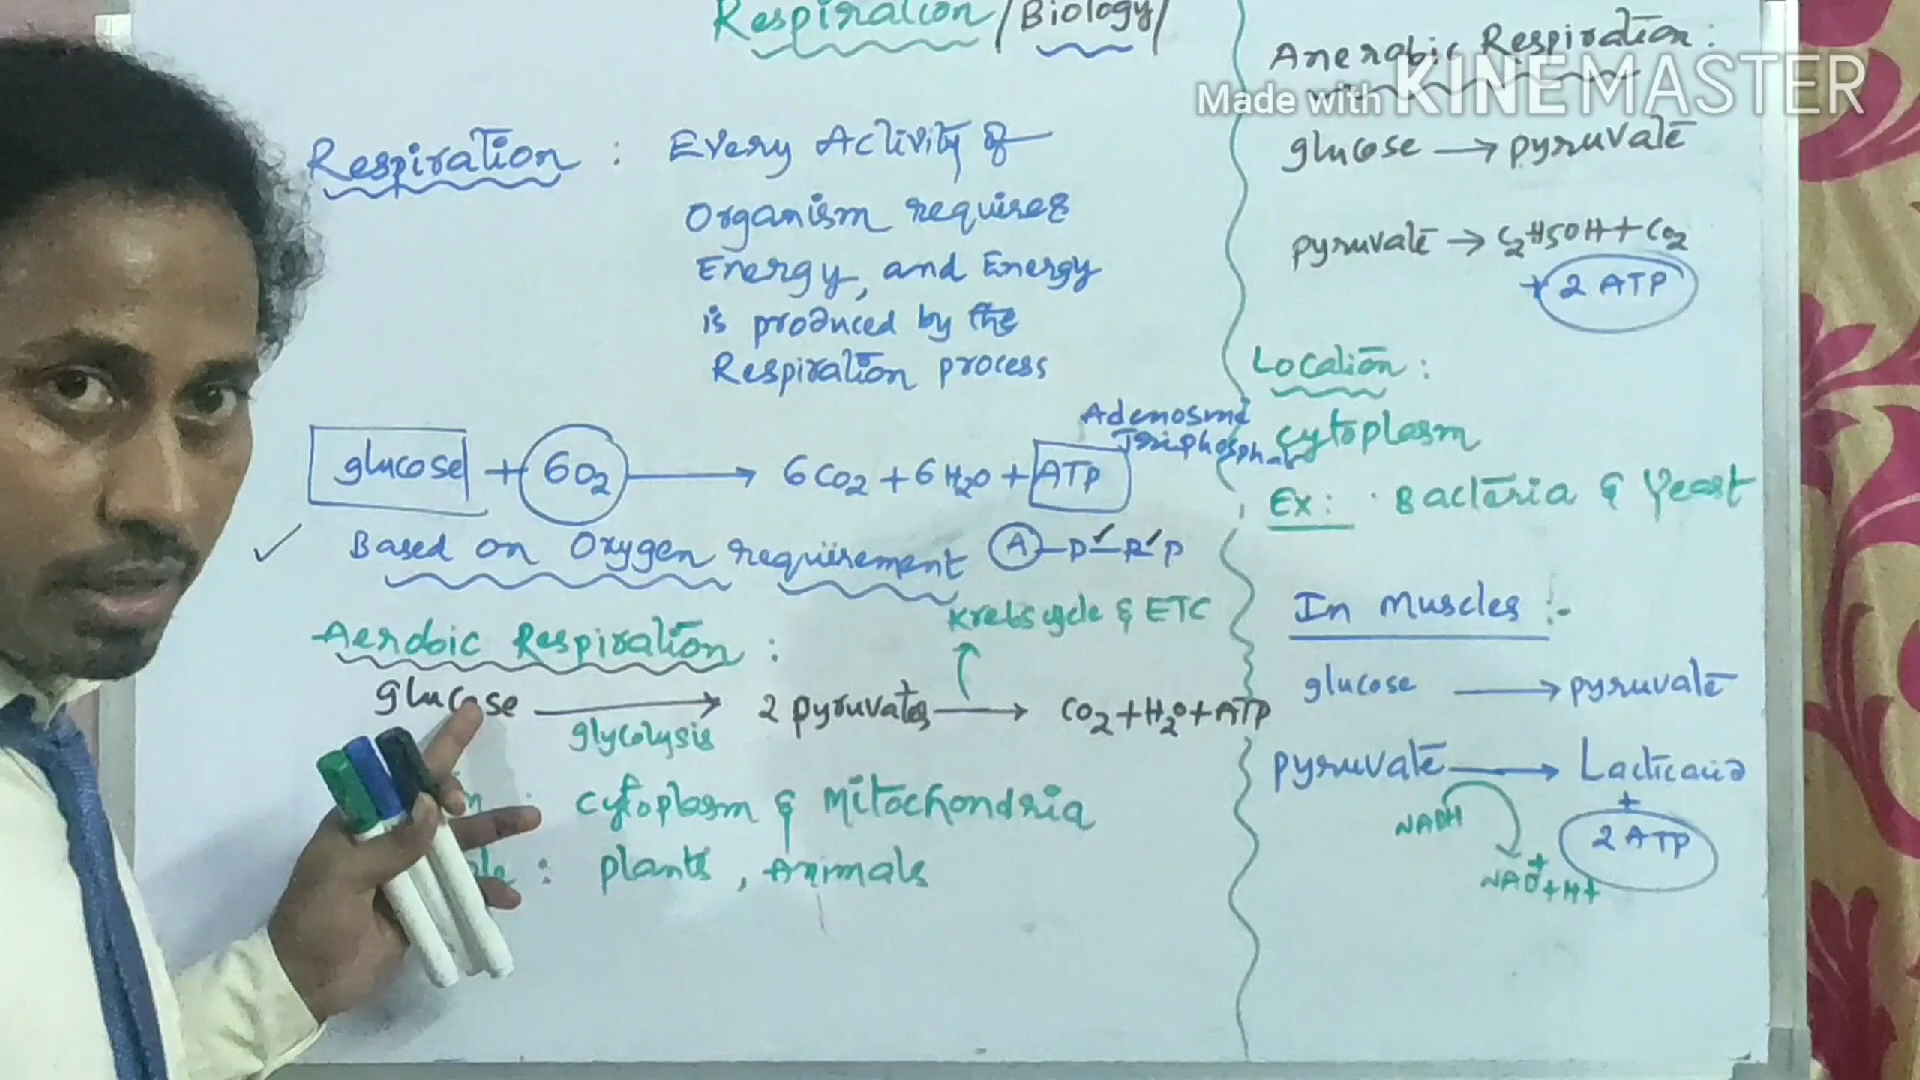 Respiration / Biology /
Respiration : Every Activity of
Organism requires
Energy, and Energy
is produced by the
Respiration process
glucose + 6O2 → 6CO2 + 6H2O + ATP
Adenosine
Triphosphat
Based on Oxygen requirement A-P-P-P
Aerobic Respiration :
Krebs cycle & ETC
glucose → 2 pyruvates → CO2+H2O+ATP
glycolysis
n : cytoplasm & Mitochondria
ple : plants, Animals
Anerobic Respiration :
Made with KINEMASTER
glucose → pyruvate
pyruvate → C2H5OH + CO2
+ 2 ATP
Location :
cytoplasm
Ex : Bacteria & Yeast
In Muscles :-
glucose → pyruvate
pyruvate → Lactic acid
+
NADH
2 ATP
NAD+ + H+